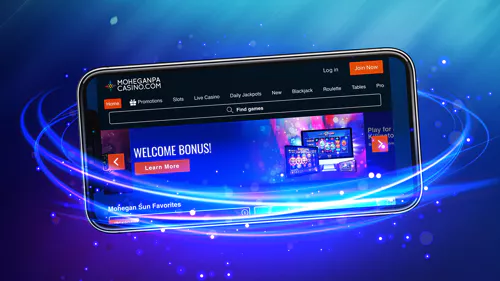 MOHEGANPA
CASINO.COM
Log in
Join Now
Home
Promotions
Slots
Live Casino
Daily Jackpots
New
Blackjack
Roulette
Tables
Pro
Find games
WELCOME BONUS!
Learn More
Play for
Mohegan Sun Favorites